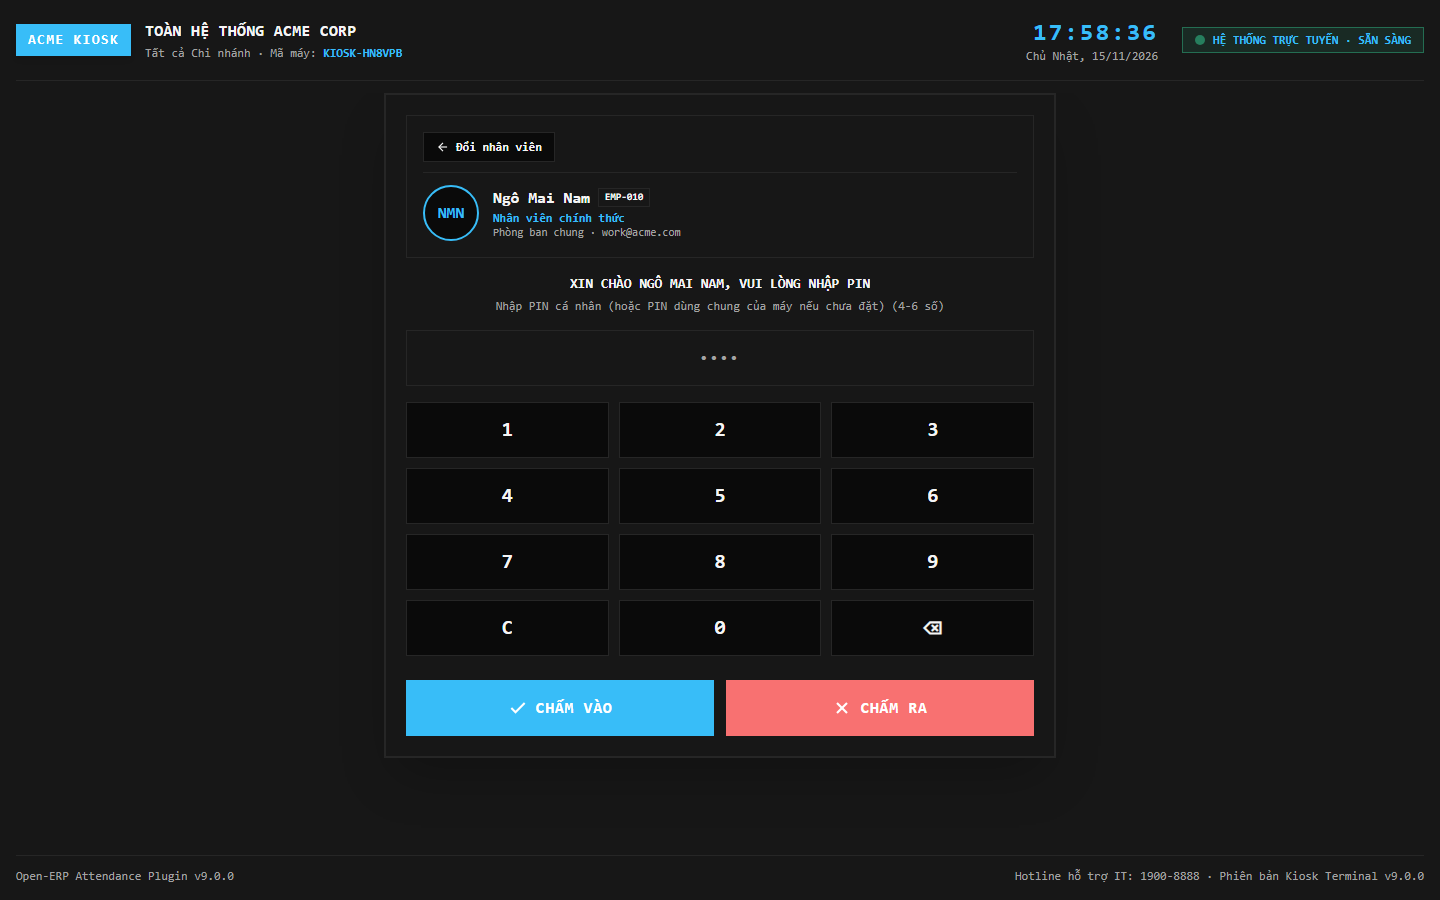 ACME KIOSK
TOÀN HỆ THỐNG ACME CORP
Tất cả Chi nhánh · Mã máy: KIOSK-HN8VPB
17:58:36
Chủ Nhật, 15/11/2026
HỆ THỐNG TRỰC TUYẾN · SẴN SÀNG
← Đổi nhân viên
NMN
Ngô Mai Nam EMP-010
Nhân viên chính thức
Phòng ban chung · work@acme.com
XIN CHÀO NGÔ MAI NAM, VUI LÒNG NHẬP PIN
Nhập PIN cá nhân (hoặc PIN dùng chung của máy nếu chưa đặt) (4-6 số)
••••
1 2 3
4 5 6
7 8 9
C 0 ⌫
✓ CHẤM VÀO
✕ CHẤM RA
Open-ERP Attendance Plugin v9.0.0
Hotline hỗ trợ IT: 1900-8888 · Phiên bản Kiosk Terminal v9.0.0